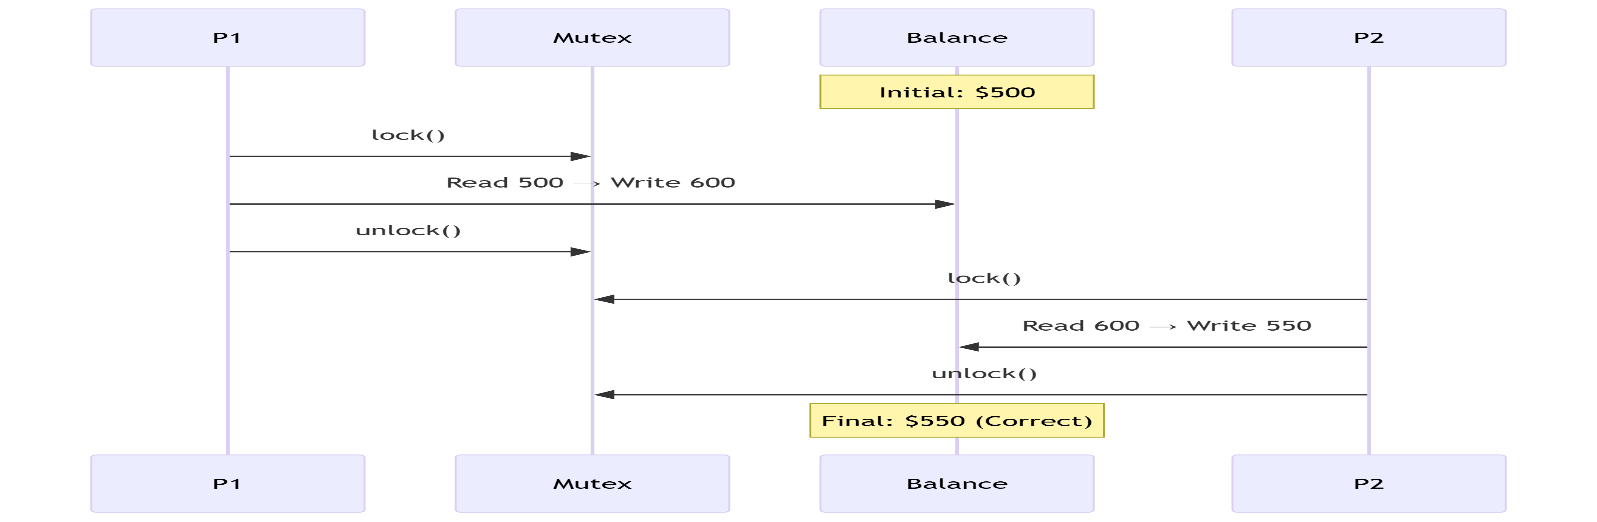 P1
Mutex
Balance
P2
Initial: $500
lock()
Read 500 → Write 600
unlock()
lock()
Read 600 → Write 550
unlock()
Final: $550 (Correct)
P1
Mutex
Balance
P2